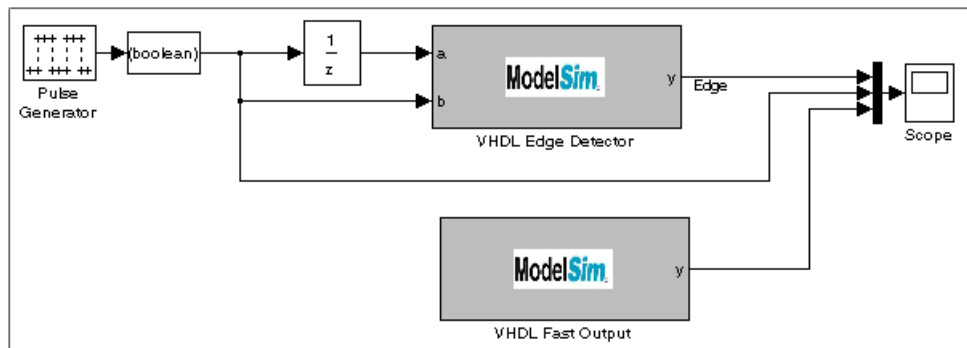 Pulse
Generator
(boolean)
1
z
a
b
ModelSim
y
VHDL Edge Detector
Edge
Scope
ModelSim
y
VHDL Fast Output